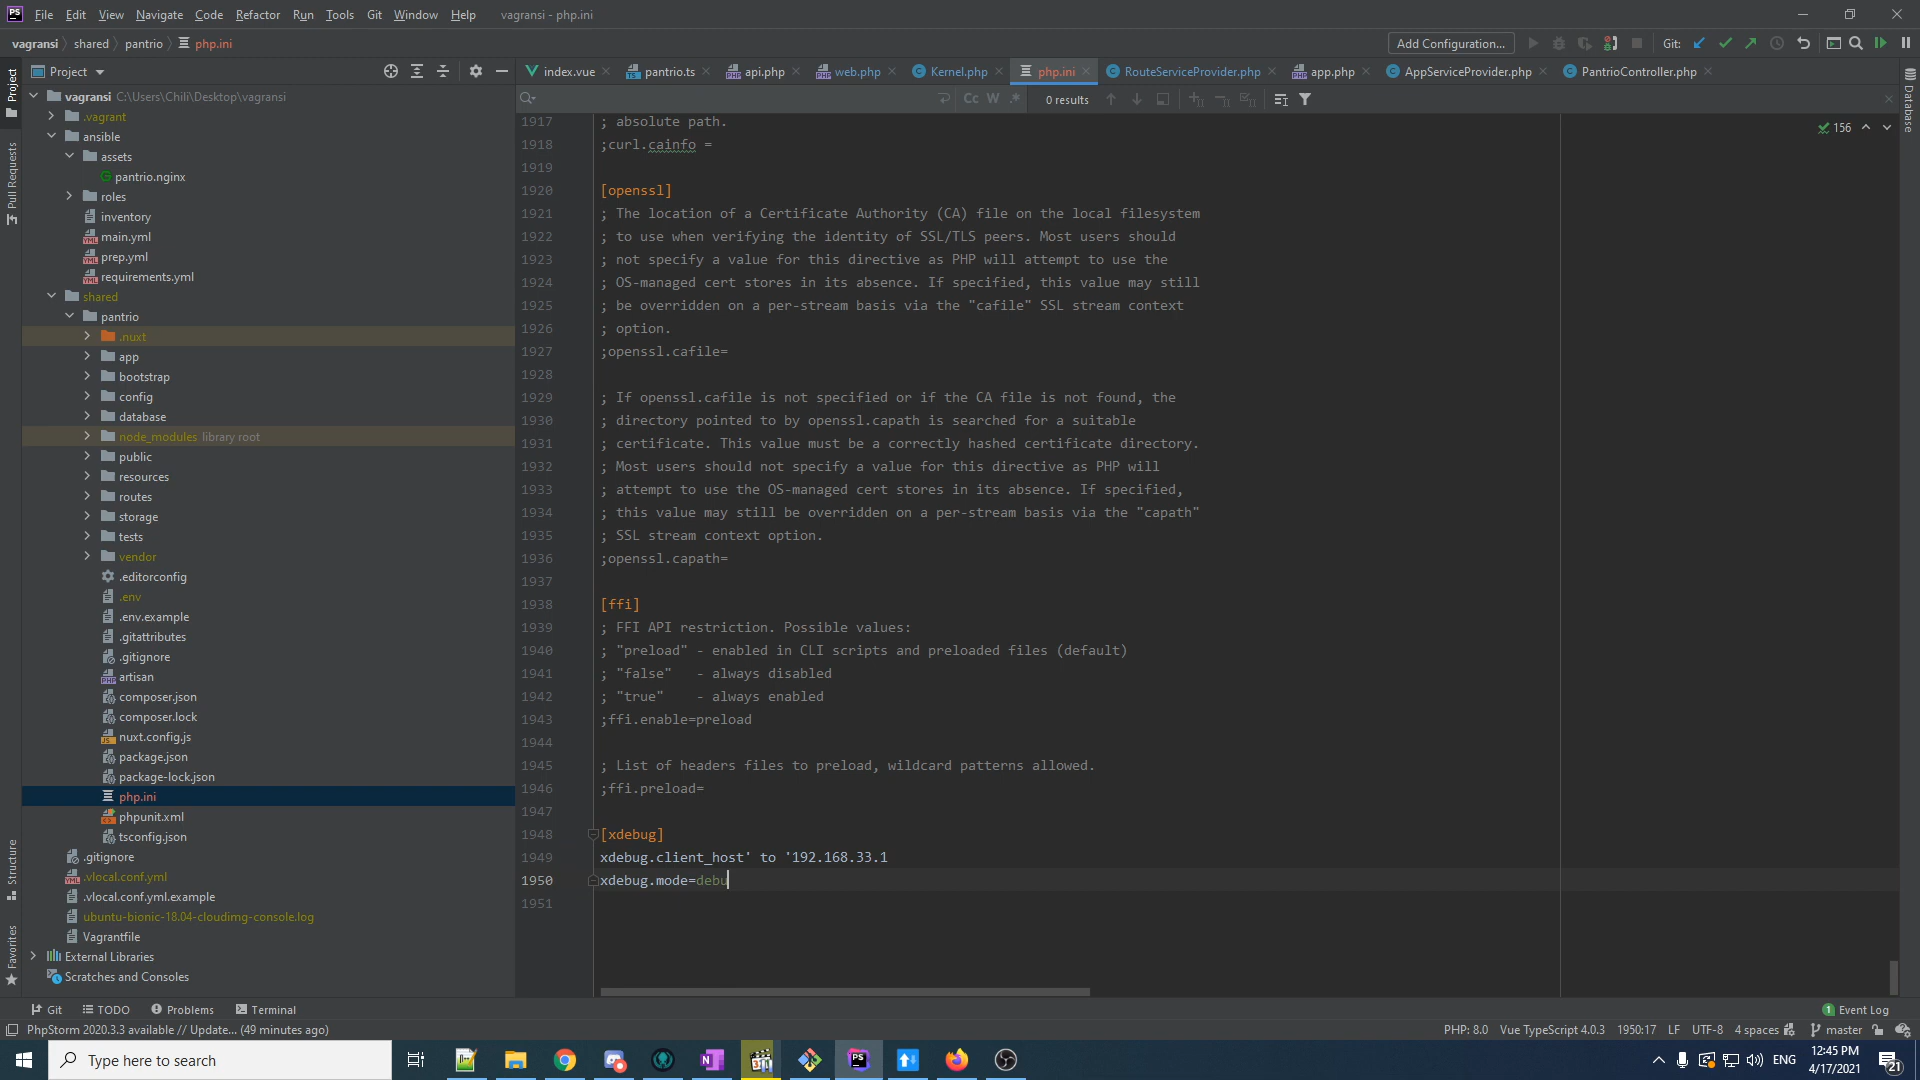 PS File Edit View Navigate Code Refactor Run Tools Git Window Help vagransi - php.ini
vagransi shared pantrio php.ini Add Configuration... Git:
Project index.vue pantrio.ts api.php web.php Kernel.php php.ini RouteServiceProvider.php app.php AppServiceProvider.php PantrioController.php
Cc W .* 0 results
156
Project
Pull Requests
Structure
Favorites
Database
vagransi C:\Users\Chili\Desktop\vagransi
.vagrant
ansible
assets
pantrio.nginx
roles
inventory
main.yml
prep.yml
requirements.yml
shared
pantrio
.nuxt
app
bootstrap
config
database
node_modules library root
public
resources
routes
storage
tests
vendor
.editorconfig
.env
.env.example
.gitattributes
.gitignore
artisan
composer.json
composer.lock
nuxt.config.js
package.json
package-lock.json
php.ini
phpunit.xml
tsconfig.json
.gitignore
.vlocal.conf.yml
.vlocal.conf.yml.example
ubuntu-bionic-18.04-cloudimg-console.log
Vagrantfile
External Libraries
Scratches and Consoles
1917 ; absolute path.
1918 ;curl.cainfo =
1919
1920 [openssl]
1921 ; The location of a Certificate Authority (CA) file on the local filesystem
1922 ; to use when verifying the identity of SSL/TLS peers. Most users should
1923 ; not specify a value for this directive as PHP will attempt to use the
1924 ; OS-managed cert stores in its absence. If specified, this value may still
1925 ; be overridden on a per-stream basis via the "cafile" SSL stream context
1926 ; option.
1927 ;openssl.cafile=
1928
1929 ; If openssl.cafile is not specified or if the CA file is not found, the
1930 ; directory pointed to by openssl.capath is searched for a suitable
1931 ; certificate. This value must be a correctly hashed certificate directory.
1932 ; Most users should not specify a value for this directive as PHP will
1933 ; attempt to use the OS-managed cert stores in its absence. If specified,
1934 ; this value may still be overridden on a per-stream basis via the "capath"
1935 ; SSL stream context option.
1936 ;openssl.capath=
1937
1938 [ffi]
1939 ; FFI API restriction. Possible values:
1940 ; "preload" - enabled in CLI scripts and preloaded files (default)
1941 ; "false" - always disabled
1942 ; "true" - always enabled
1943 ;ffi.enable=preload
1944
1945 ; List of headers files to preload, wildcard patterns allowed.
1946 ;ffi.preload=
1947
1948 [xdebug]
1949 xdebug.client_host' to '192.168.33.1
1950 xdebug.mode=debu
1951
Git TODO Problems Terminal 1 Event Log
PhpStorm 2020.3.3 available // Update... (49 minutes ago) PHP: 8.0 Vue TypeScript 4.0.3 1950:17 LF UTF-8 4 spaces master
Type here to search
ENG
12:45 PM
4/17/2021
21